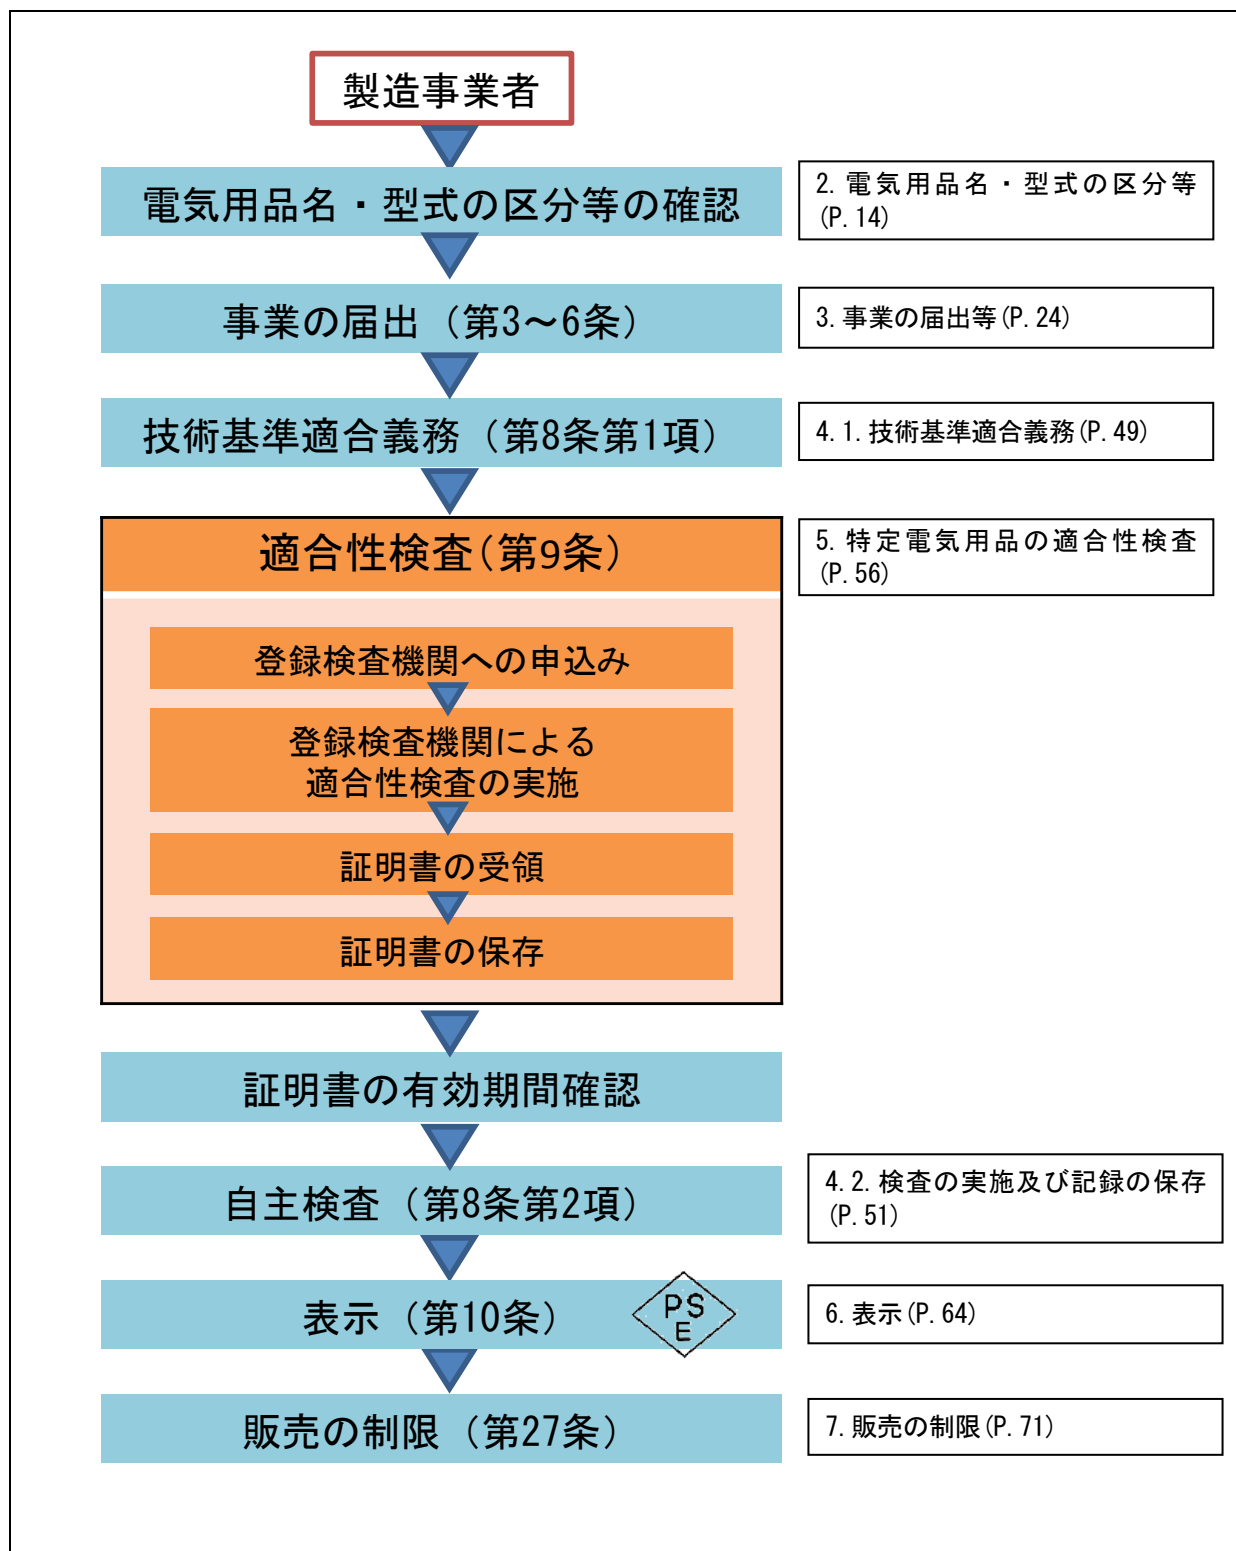 製造事業者
電気用品名・型式の区分等の確認
2.電気用品名・型式の区分等
(P.14)
事業の届出（第3～6条）
3.事業の届出等(P.24)
技術基準適合義務（第8条第1項）
4.1.技術基準適合義務(P.49)
適合性検査(第9条)
5.特定電気用品の適合性検査
(P.56)
登録検査機関への申込み
登録検査機関による
適合性検査の実施
証明書の受領
証明書の保存
証明書の有効期間確認
自主検査（第8条第2項）
4.2.検査の実施及び記録の保存
(P.51)
表示（第10条）
PS
E
6.表示(P.64)
販売の制限（第27条）
7.販売の制限(P.71)